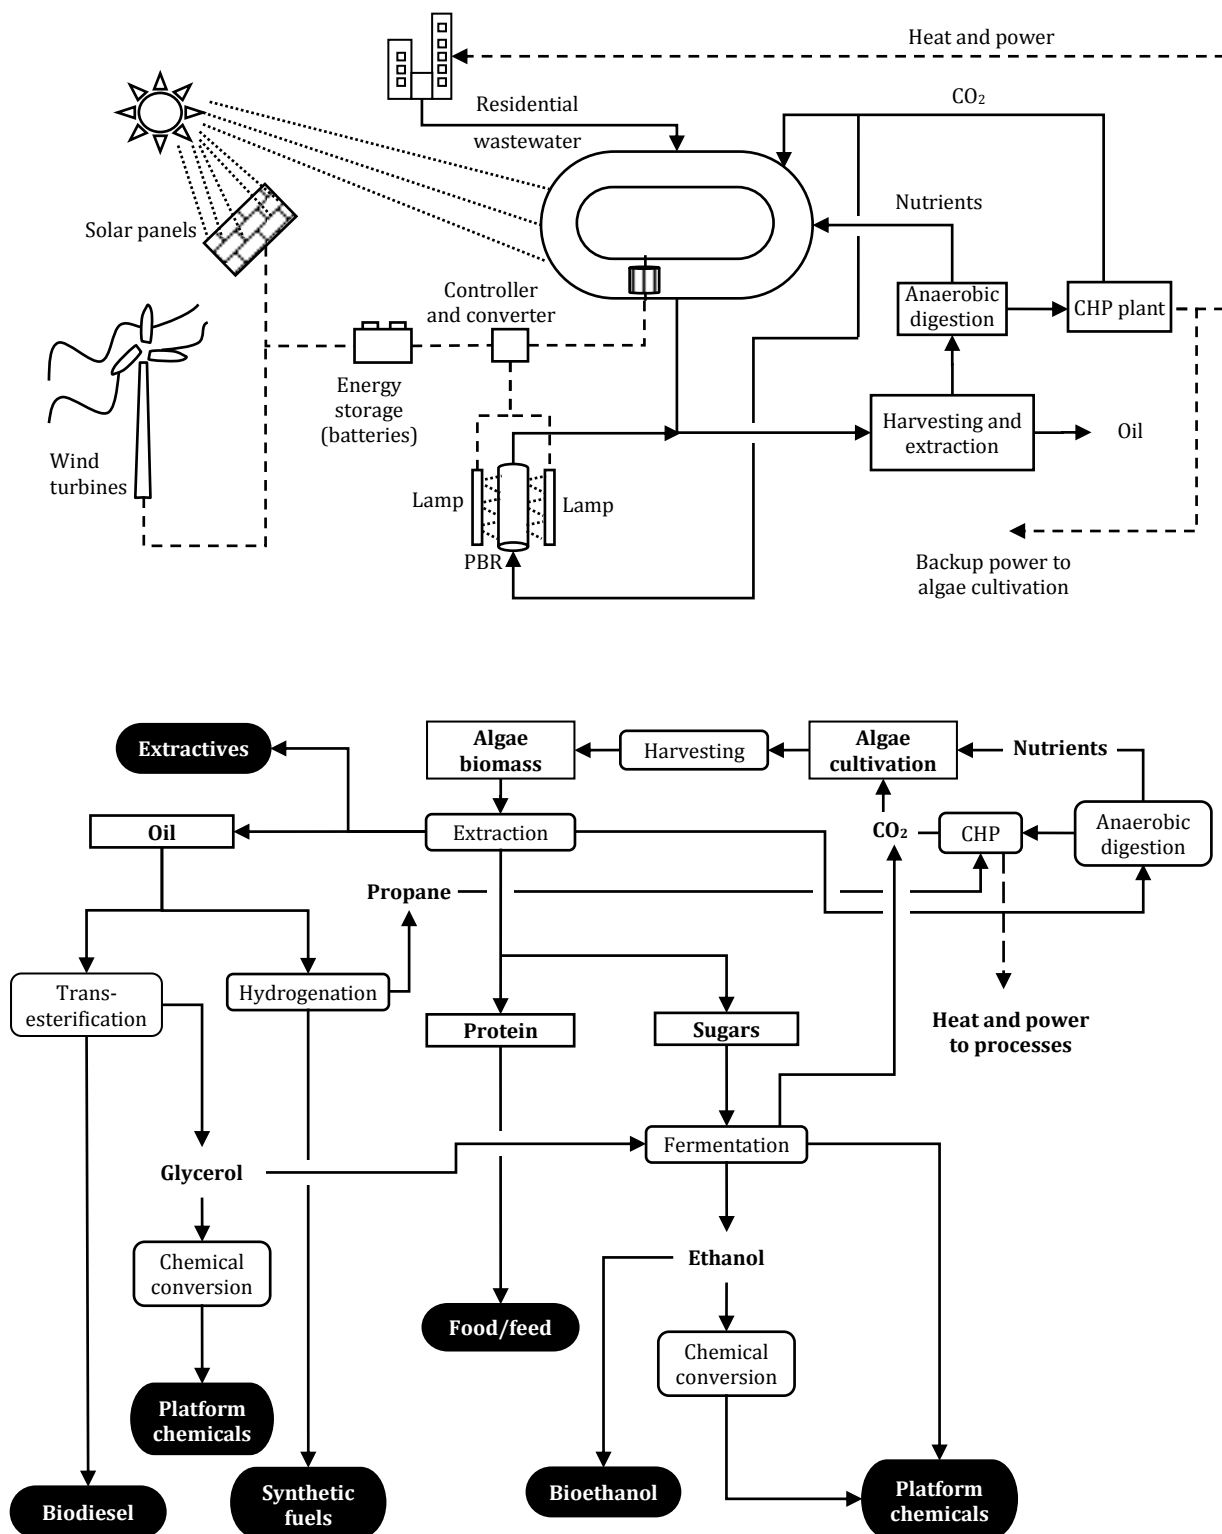 Heat and power
CO₂
Residential
wastewater
Nutrients
Solar panels
Controller
and converter
Anaerobic
digestion
CHP plant
Energy
storage
(batteries)
Harvesting and
extraction
Oil
Wind
turbines
Lamp
Lamp
PBR
Backup power to
algae cultivation
Extractives
Algae
biomass
Harvesting
Algae
cultivation
Nutrients
Oil
Extraction
CO₂
CHP
Anaerobic
digestion
Propane
Trans-
esterification
Hydrogenation
Protein
Sugars
Heat and power
to processes
Glycerol
Fermentation
Chemical
conversion
Ethanol
Food/feed
Chemical
conversion
Platform
chemicals
Biodiesel
Synthetic
fuels
Bioethanol
Platform
chemicals